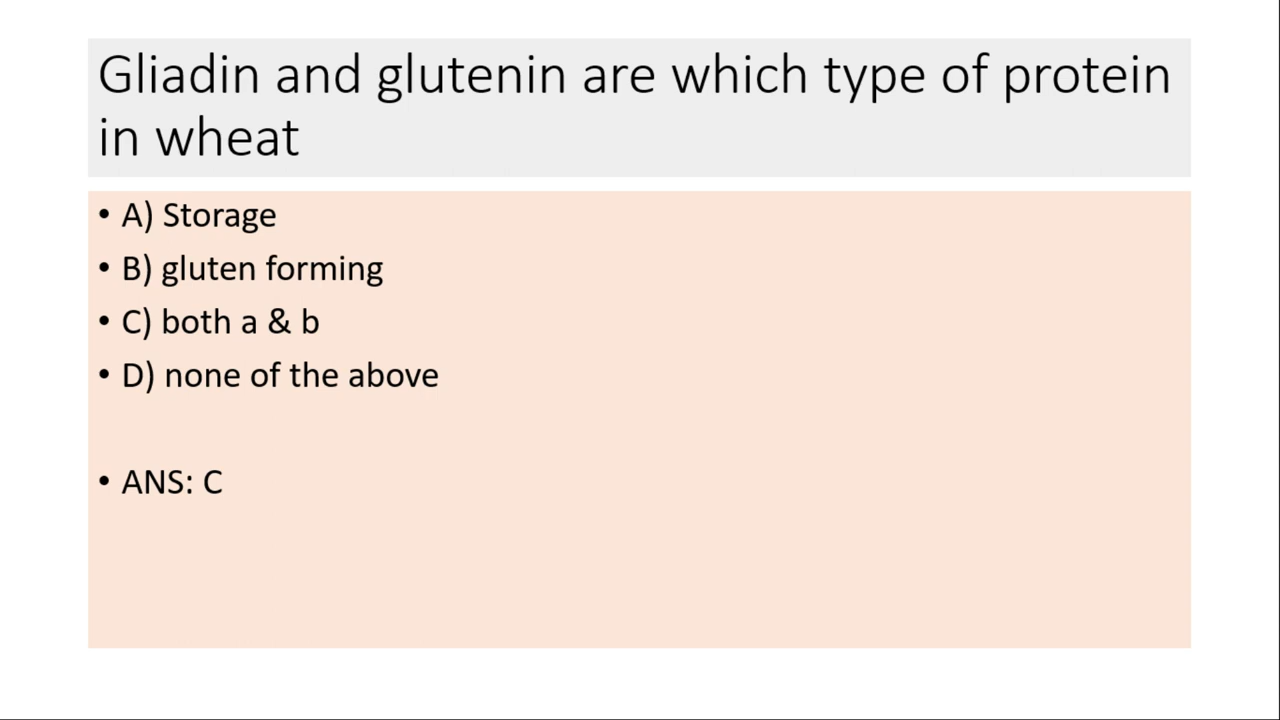 Gliadin and glutenin are which type of protein
in wheat
• A) Storage
• B) gluten forming
• C) both a & b
• D) none of the above
• ANS: C